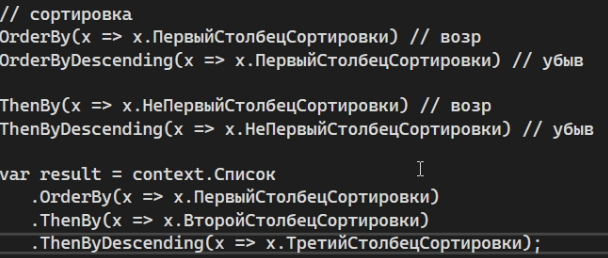 // сортировка
OrderBy(x => x.ПервыйСтолбецСортировки) // возр
OrderByDescending(x => x.ПервыйСтолбецСортировки) // убыв
ThenBy(x => x.НеПервыйСтолбецСортировки) // возр
ThenByDescending(x => x.НеПервыйСтолбецСортировки) // убыв
var result = context.Список
.OrderBy(x => x.ПервыйСтолбецСортировки)
.ThenBy(x => x.ВторойСтолбецСортировки)
.ThenByDescending(x => x.ТретийСтолбецСортировки);